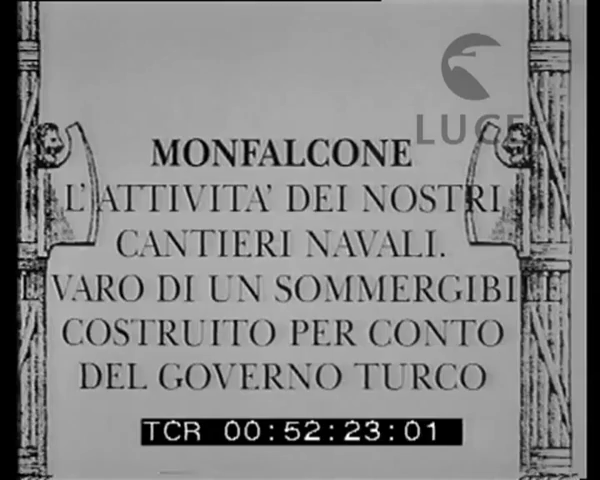 LUCE
MONFALCONE
L'ATTIVITA' DEI NOSTRI
CANTIERI NAVALI.
IL VARO DI UN SOMMERGIBILE
COSTRUITO PER CONTO
DEL GOVERNO TURCO
TCR 00:52:23:01